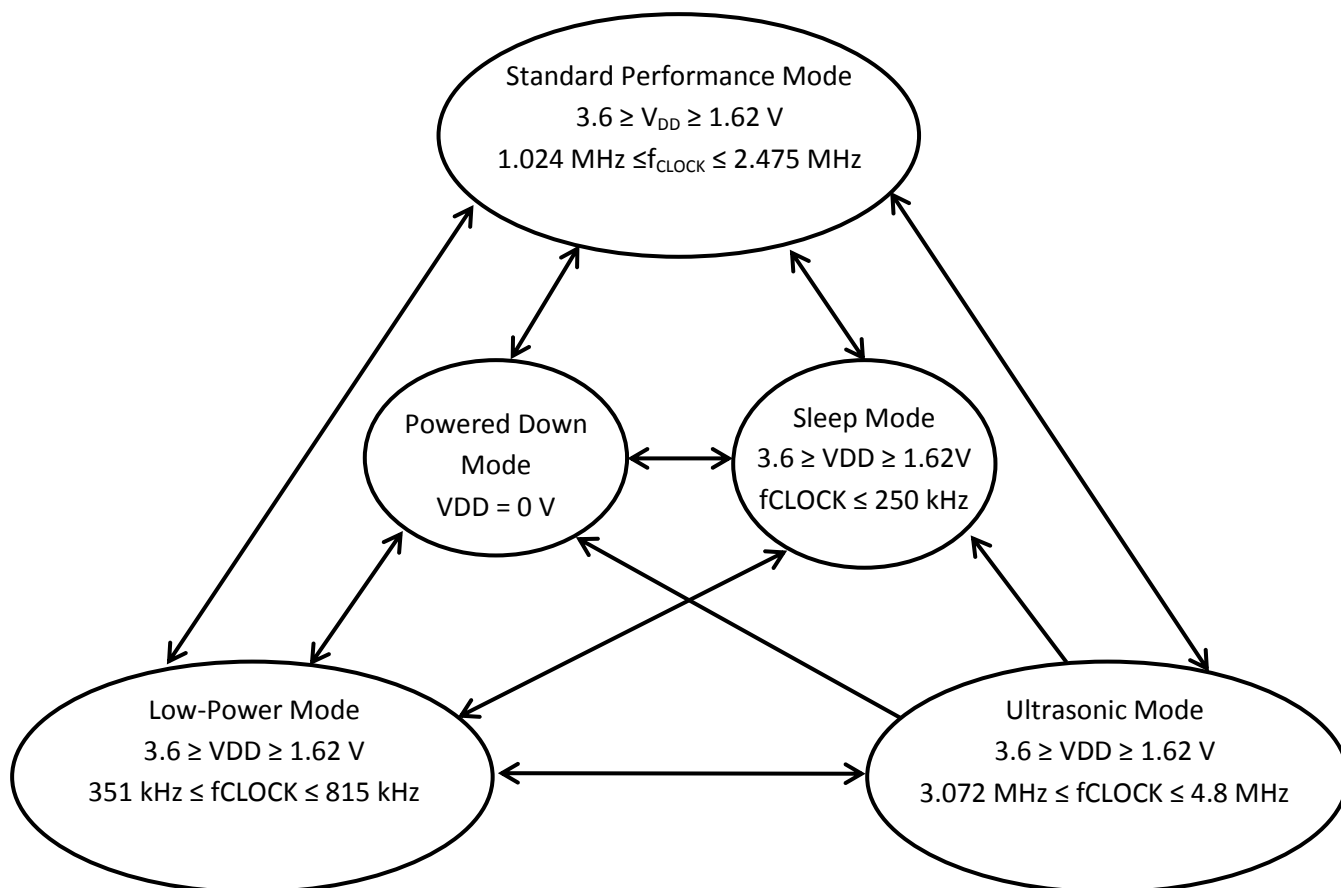 Standard Performance Mode
3.6 ≥ VDD ≥ 1.62 V
1.024 MHz ≤fCLOCK ≤ 2.475 MHz
Powered Down
Mode
VDD = 0 V
Sleep Mode
3.6 ≥ VDD ≥ 1.62V
fCLOCK ≤ 250 kHz
Low-Power Mode
3.6 ≥ VDD ≥ 1.62 V
351 kHz ≤ fCLOCK ≤ 815 kHz
Ultrasonic Mode
3.6 ≥ VDD ≥ 1.62 V
3.072 MHz ≤ fCLOCK ≤ 4.8 MHz